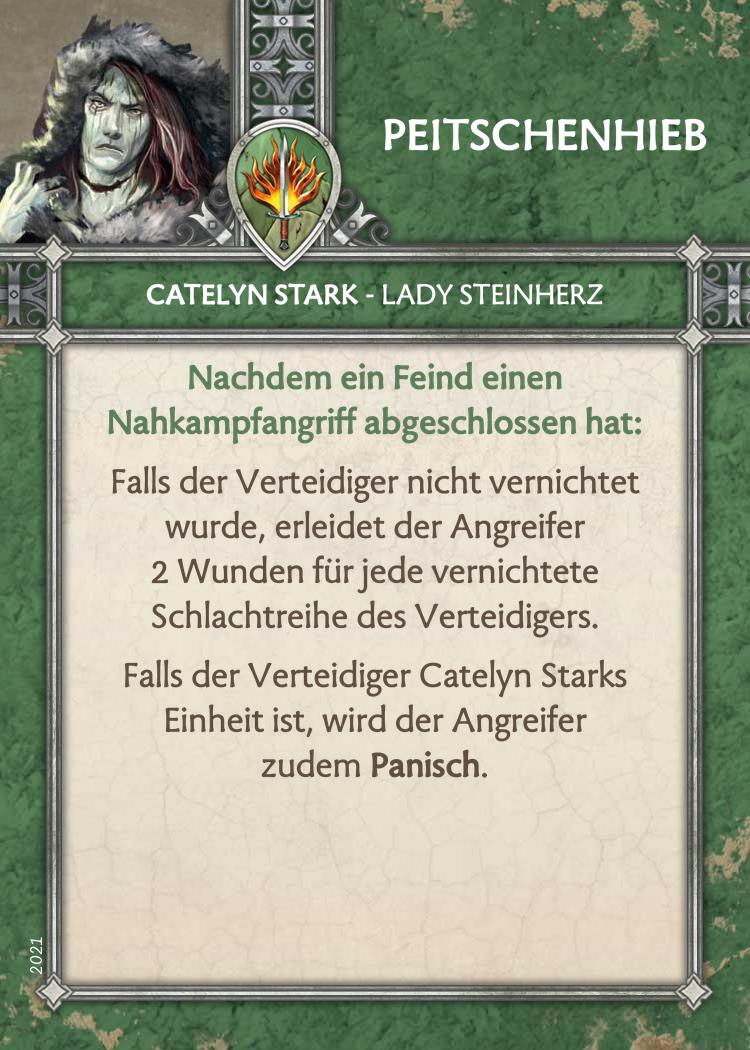 PEITSCHENHIEB
CATELYN STARK - LADY STEINHERZ
Nachdem ein Feind einen
Nahkampfangriff abgeschlossen hat:
Falls der Verteidiger nicht vernichtet
wurde, erleidet der Angreifer
2 Wunden für jede vernichtete
Schlachtreihe des Verteidigers.
Falls der Verteidiger Catelyn Starks
Einheit ist, wird der Angreifer
zudem Panisch.
2021